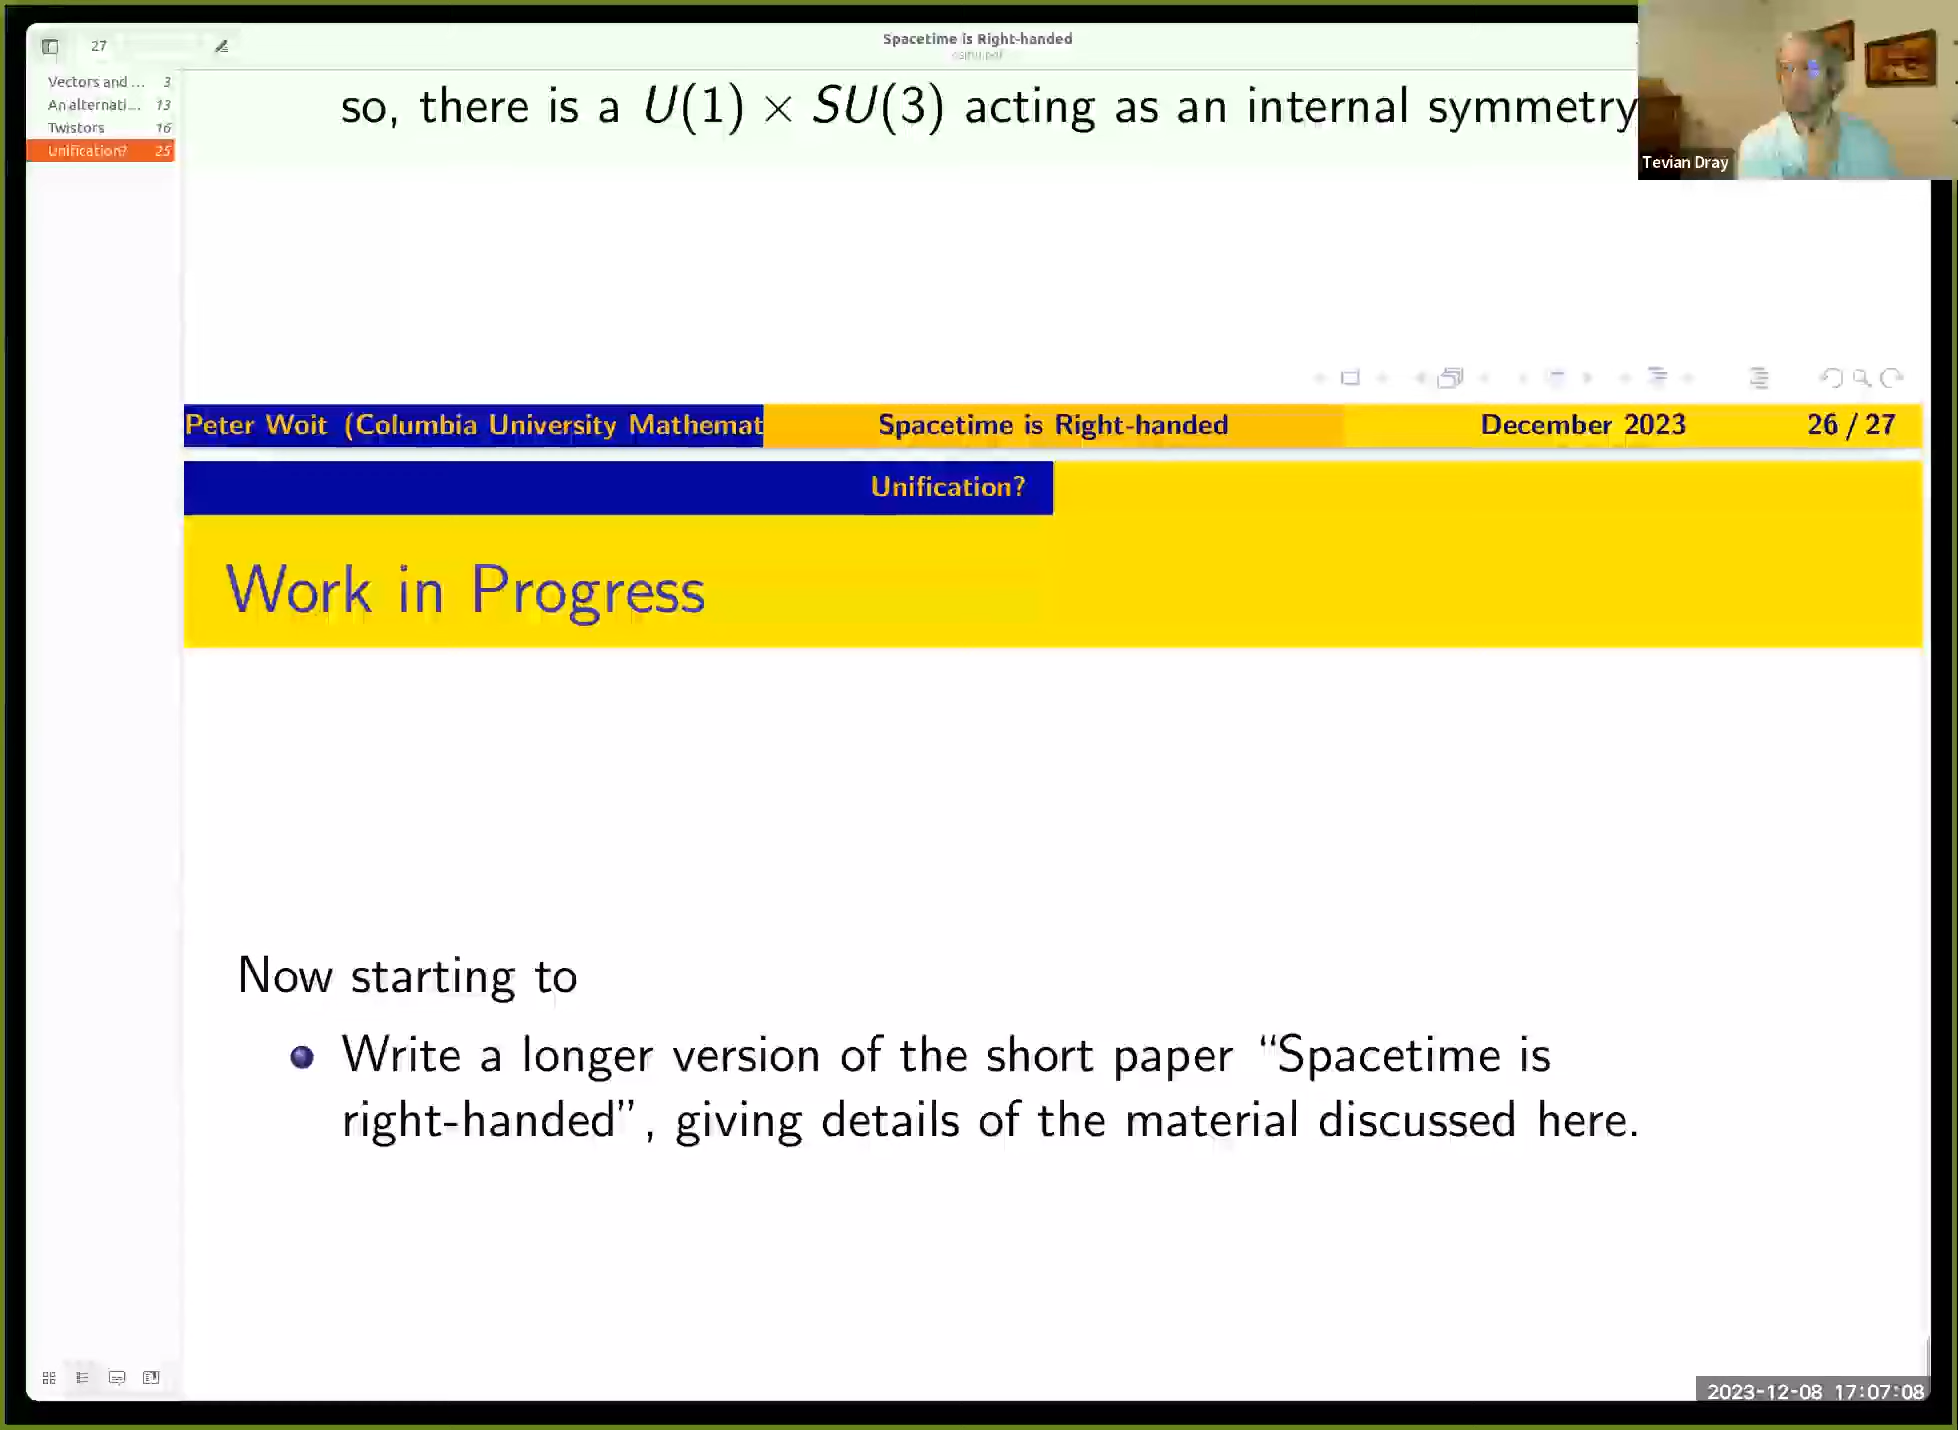 27
Spacetime is Right-handed
Vectors and ... 3
An alternati... 13
Twistors 16
Unification? 25
so, there is a U(1) × SU(3) acting as an internal symmetry
Tevian Dray
Peter Woit (Columbia University Mathemat
Spacetime is Right-handed
December 2023
26 / 27
Unification?
Work in Progress
Now starting to
Write a longer version of the short paper “Spacetime is
right-handed”, giving details of the material discussed here.
2023-12-08 17:07:08